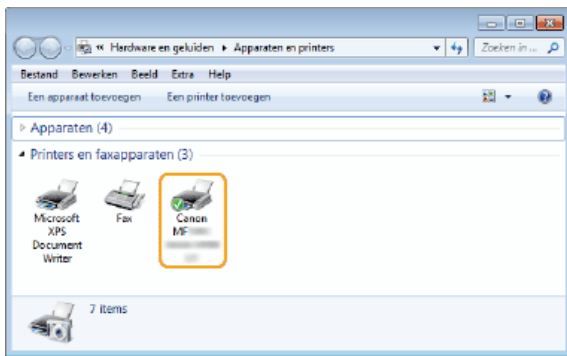 « Hardware en geluiden ▸ Apparaten en printers
Zoeken in ...
Bestand Bewerken Beeld Extra Help
Een apparaat toevoegen Een printer toevoegen
Apparaten (4)
Printers en faxapparaten (3)
Microsoft
XPS
Document
Writer
Fax
Canon
MF
7 items